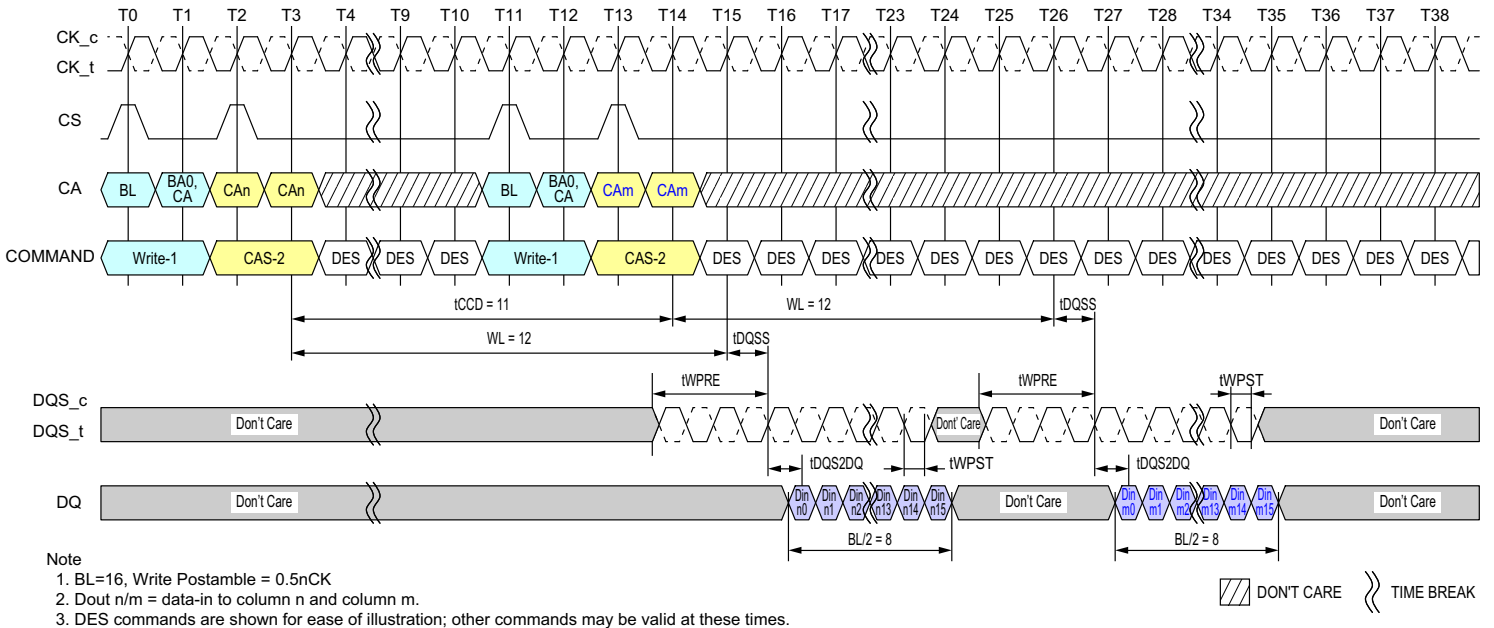 T0 T1 T2 T3 T4 T9 T10 T11 T12 T13 T14 T15 T16 T17 T23 T24 T25 T26 T27 T28 T34 T35 T36 T37 T38
CK_c
CK_t
CS
CA BL BA0, CA CAn CAn BL BA0, CA CAm CAm
COMMAND Write-1 CAS-2 DES DES DES Write-1 CAS-2 DES DES DES DES DES DES DES DES DES DES DES DES DES DES
tCCD = 11 WL = 12 tDQSS
WL = 12 tDQSS
tWPRE tWPRE tWPST
DQS_c
DQS_t
Don't Care Don' Care Don't Care
tDQS2DQ tWPST tDQS2DQ
DQ Don't Care Din n0 Din n1 Din n2 Din n13 Din n14 Din n15 Don't Care Din m0 Din m1 Din m2 Din m13 Din m14 Din m15 Don't Care
BL/2 = 8 BL/2 = 8
Note
1. BL=16, Write Postamble = 0.5nCK
2. Dout n/m = data-in to column n and column m.
3. DES commands are shown for ease of illustration; other commands may be valid at these times.
DON'T CARE TIME BREAK